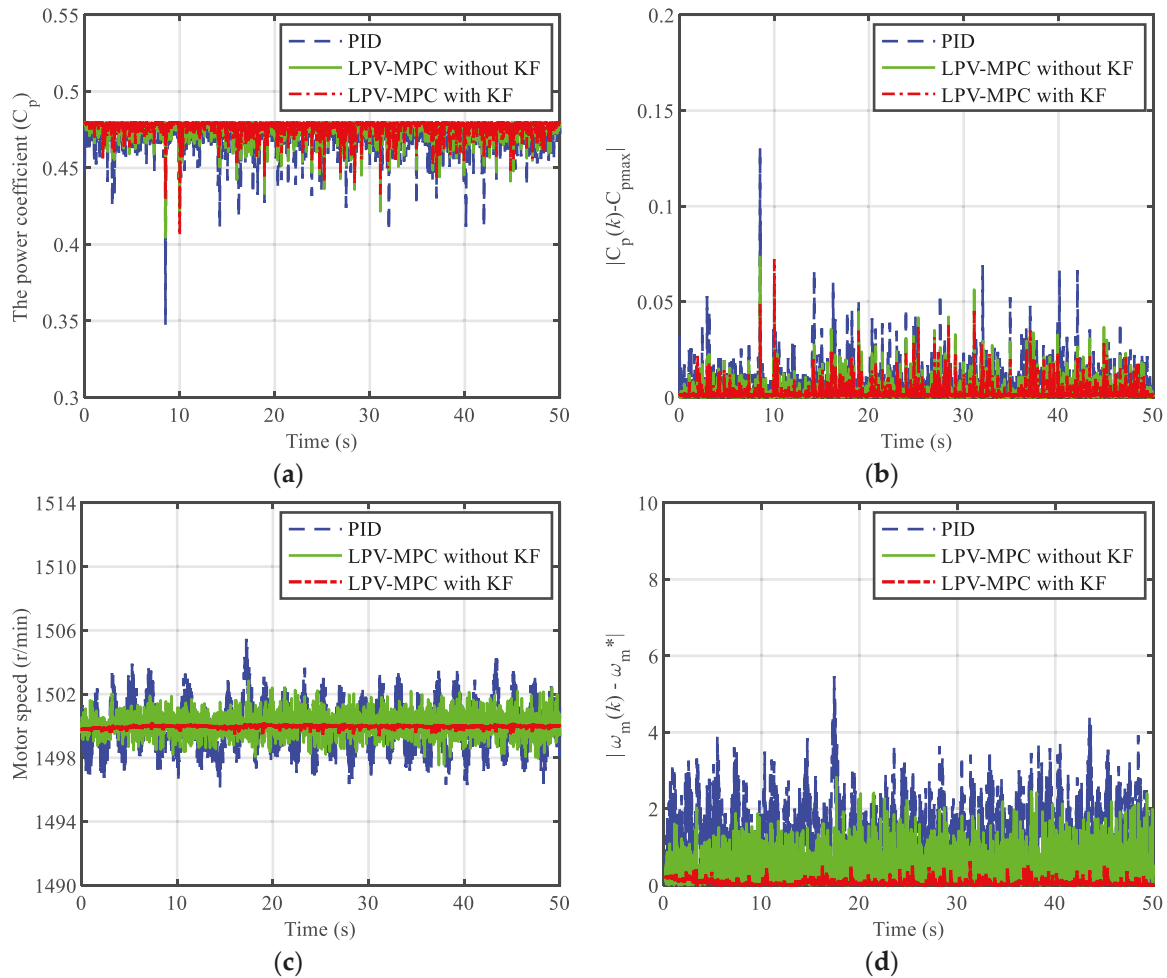 0.55
0.5
0.45
0.4
0.35
0.3
The power coefficient (C_p)
PID
LPV-MPC without KF
LPV-MPC with KF
0 10 20 30 40 50
Time (s)
(a)
0.2
0.15
0.1
0.05
0
|C_p(k)-C_pmax|
PID
LPV-MPC without KF
LPV-MPC with KF
0 10 20 30 40 50
Time (s)
(b)
1514
1510
1506
1502
1498
1494
1490
Motor speed (r/min)
PID
LPV-MPC without KF
LPV-MPC with KF
0 10 20 30 40 50
Time (s)
(c)
10
8
6
4
2
0
|ω_m(k) - ω_m*|
PID
LPV-MPC without KF
LPV-MPC with KF
0 10 20 30 40 50
Time (s)
(d)